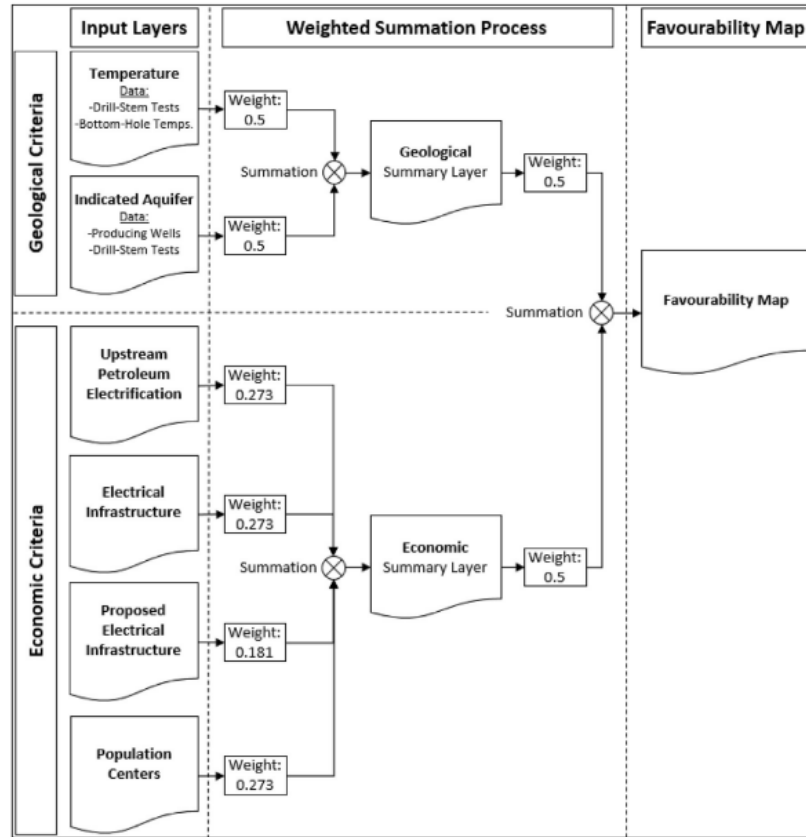 Input Layers
Weighted Summation Process
Favourability Map
Geological Criteria
Temperature
Data:
-Drill-Stem Tests
-Bottom-Hole Temps.
Weight:
0.5
Summation
Geological
Summary Layer
Weight:
0.5
Indicated Aquifer
Data:
-Producing Wells
-Drill-Stem Tests
Weight:
0.5
Summation
Favourability Map
Economic Criteria
Upstream
Petroleum
Electrification
Weight:
0.273
Electrical
Infrastructure
Weight:
0.273
Summation
Economic
Summary Layer
Weight:
0.5
Proposed
Electrical
Infrastructure
Weight:
0.181
Population
Centers
Weight:
0.273